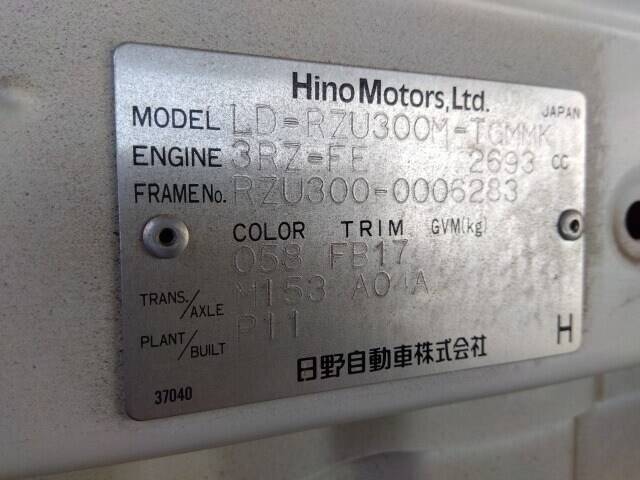 Hino Motors, Ltd.
JAPAN
MODEL LD-RZU300M-TGMMK
ENGINE 3RZ-FE 2693 CC
FRAME No. RZU300-0006283
COLOR TRIM GVM(kg)
058 FB17
TRANS./AXLE M153 A01A
PLANT/BUILT P11
H
日野自動車株式会社
37040